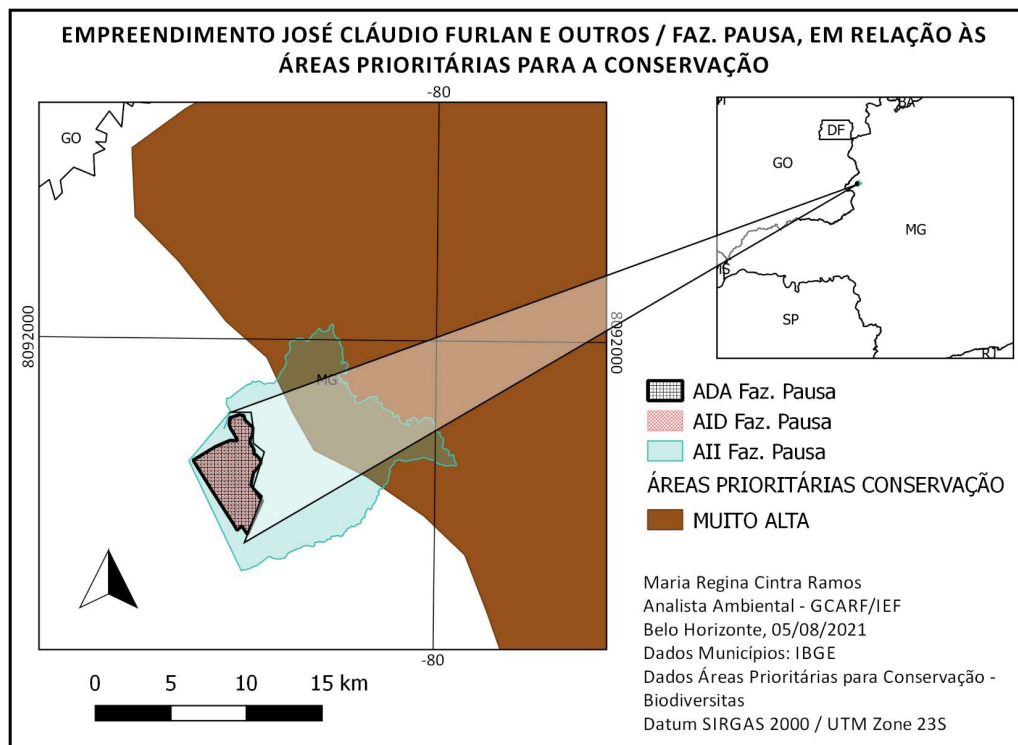 EMPREENDIMENTO JOSÉ CLÁUDIO FURLAN E OUTROS / FAZ. PAUSA, EM RELAÇÃO ÀS
ÁREAS PRIORITÁRIAS PARA A CONSERVAÇÃO
-80
GO
8092000
8092000
MG
-80
0 5 10 15 km
PI
BA
DF
GO
MG
MS
SP
RJ
ADA Faz. Pausa
AID Faz. Pausa
AII Faz. Pausa
ÁREAS PRIORITÁRIAS CONSERVAÇÃO
MUITO ALTA
Maria Regina Cintra Ramos
Analista Ambiental - GCARF/IEF
Belo Horizonte, 05/08/2021
Dados Municípios: IBGE
Dados Áreas Prioritárias para Conservação -
Biodiversitas
Datum SIRGAS 2000 / UTM Zone 23S